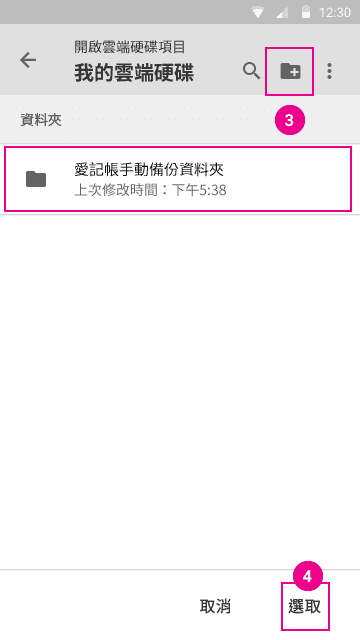 12:30
開啟雲端硬碟項目
我的雲端硬碟
資料夾
3
愛記帳手動備份資料夾
上次修改時間：下午5:38
4
取消
選取